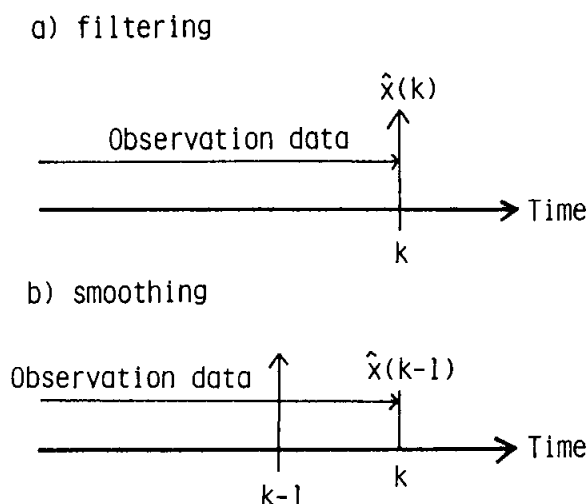 a) filtering
x̂(k)
Observation data
Time
k
b) smoothing
Observation data
x̂(k-1)
Time
k-1
k